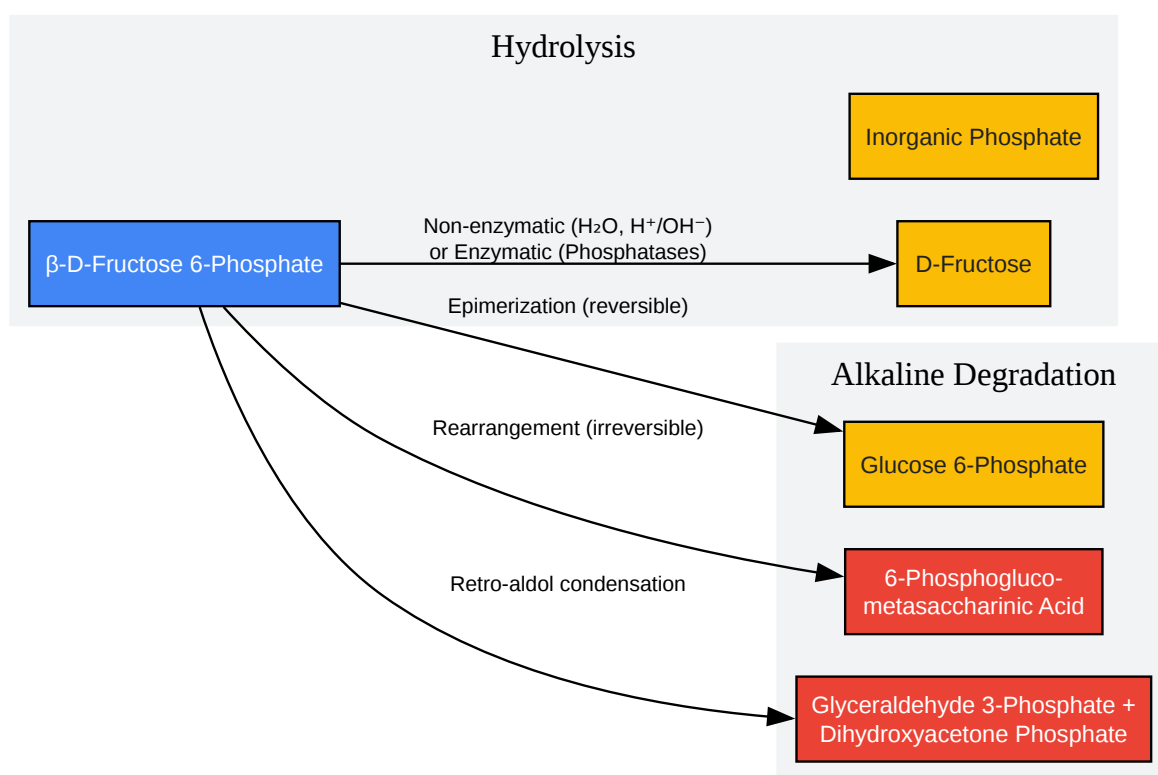 Hydrolysis
Inorganic Phosphate
β-D-Fructose 6-Phosphate
Non-enzymatic (H₂O, H⁺/OH⁻)
or Enzymatic (Phosphatases)
D-Fructose
Epimerization (reversible)
Alkaline Degradation
Rearrangement (irreversible)
Glucose 6-Phosphate
Retro-aldol condensation
6-Phosphogluco-
metasaccharinic Acid
Glyceraldehyde 3-Phosphate +
Dihydroxyacetone Phosphate